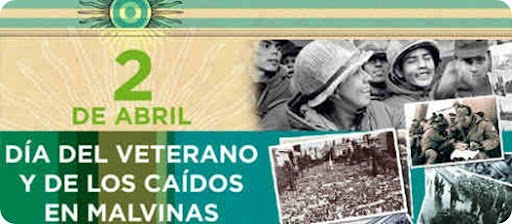 2
DE ABRIL
DÍA DEL VETERANO
Y DE LOS CAÍDOS
EN MALVINAS